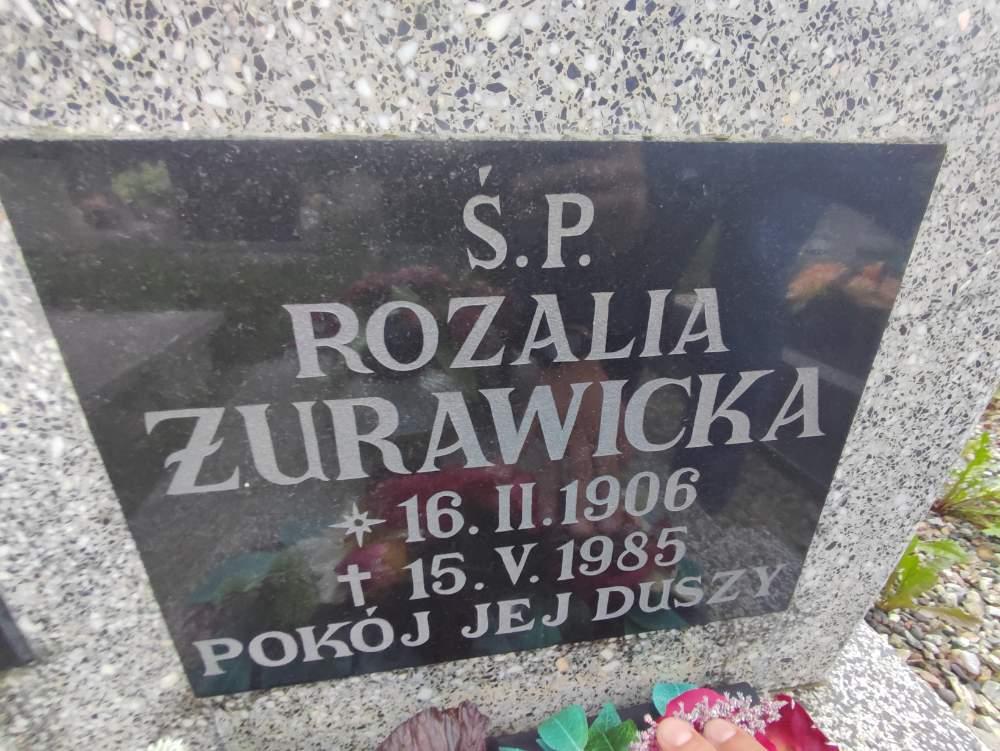 Ś.P.
ROZALIA
ŻURAWICKA
16.II.1906
15.V.1985
POKÓJ JEJ DUSZY